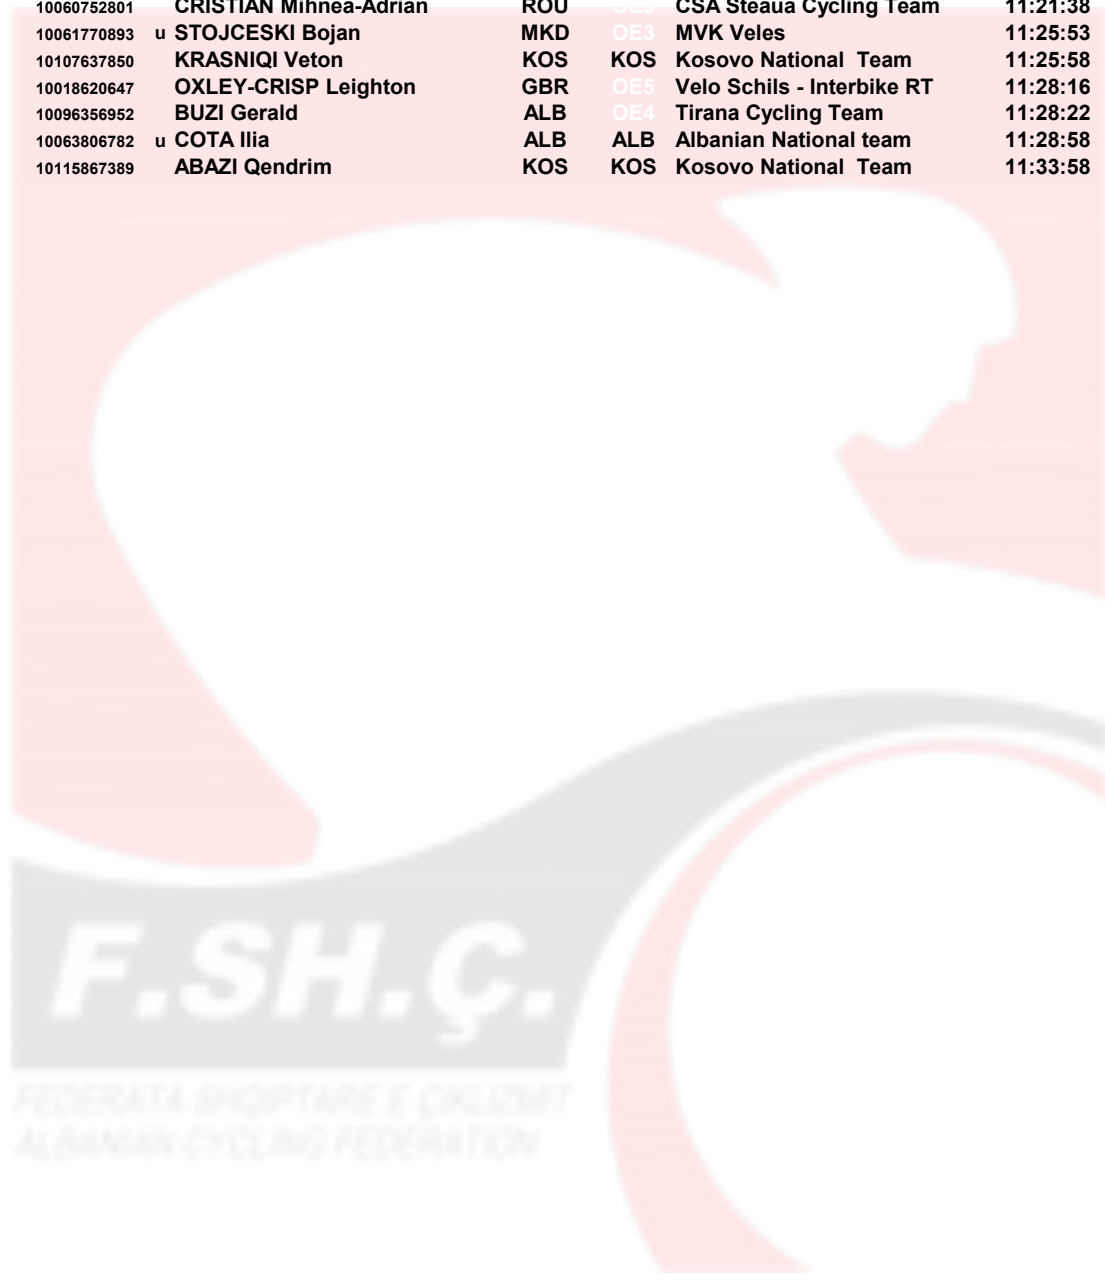 10060752801 CRISTIAN Mihnea-Adrian ROU OE3 CSA Steaua Cycling Team 11:21:38
10061770893 u STOJCESKI Bojan MKD OE3 MVK Veles 11:25:53
10107637850 KRASNIQI Veton KOS KOS Kosovo National Team 11:25:58
10018620647 OXLEY-CRISP Leighton GBR OE5 Velo Schils - Interbike RT 11:28:16
10096356952 BUZI Gerald ALB OE4 Tirana Cycling Team 11:28:22
10063806782 u COTA Ilia ALB ALB Albanian National team 11:28:58
10115867389 ABAZI Qendrim KOS KOS Kosovo National Team 11:33:58
F.SH.Ç.
FEDERATA SHQIPTARE E ÇIKLIZMIT
ALBANIAN CYCLING FEDERATION